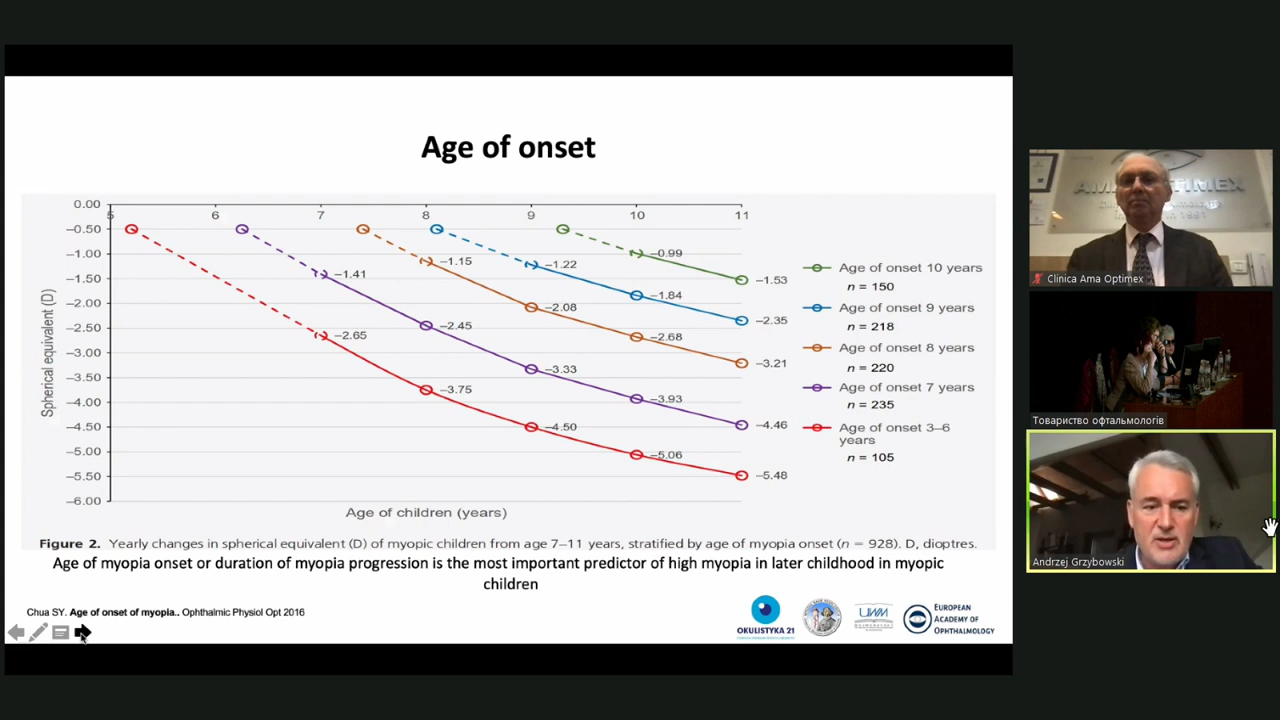 Age of onset
0.00
−0.50
−1.00
−1.50
−2.00
−2.50
−3.00
−3.50
−4.00
−4.50
−5.00
−5.50
−6.00
Spherical equivalent (D)
5
6
7
8
9
10
11
−0.99
−1.53
−1.22
−1.84
−2.35
−1.15
−2.08
−2.68
−3.21
−1.41
−2.45
−3.33
−3.93
−4.46
−2.65
−3.75
−4.50
−5.06
−5.48
Age of children (years)
Age of onset 10 years
n = 150
Age of onset 9 years
n = 218
Age of onset 8 years
n = 220
Age of onset 7 years
n = 235
Age of onset 3–6
years
n = 105
Figure 2. Yearly changes in spherical equivalent (D) of myopic children from age 7–11 years, stratified by age of myopia onset (n = 928). D, dioptres.
Age of myopia onset or duration of myopia progression is the most important predictor of high myopia in later childhood in myopic
children
Chua SY. Age of onset of myopia.. Ophthalmic Physiol Opt 2016
OKULISTYKA 21
UWM
EUROPEAN
ACADEMY OF
OPHTHALMOLOGY
Clinica Ama Optimex
Товариство офтальмологів
Andrzej Grzybowski